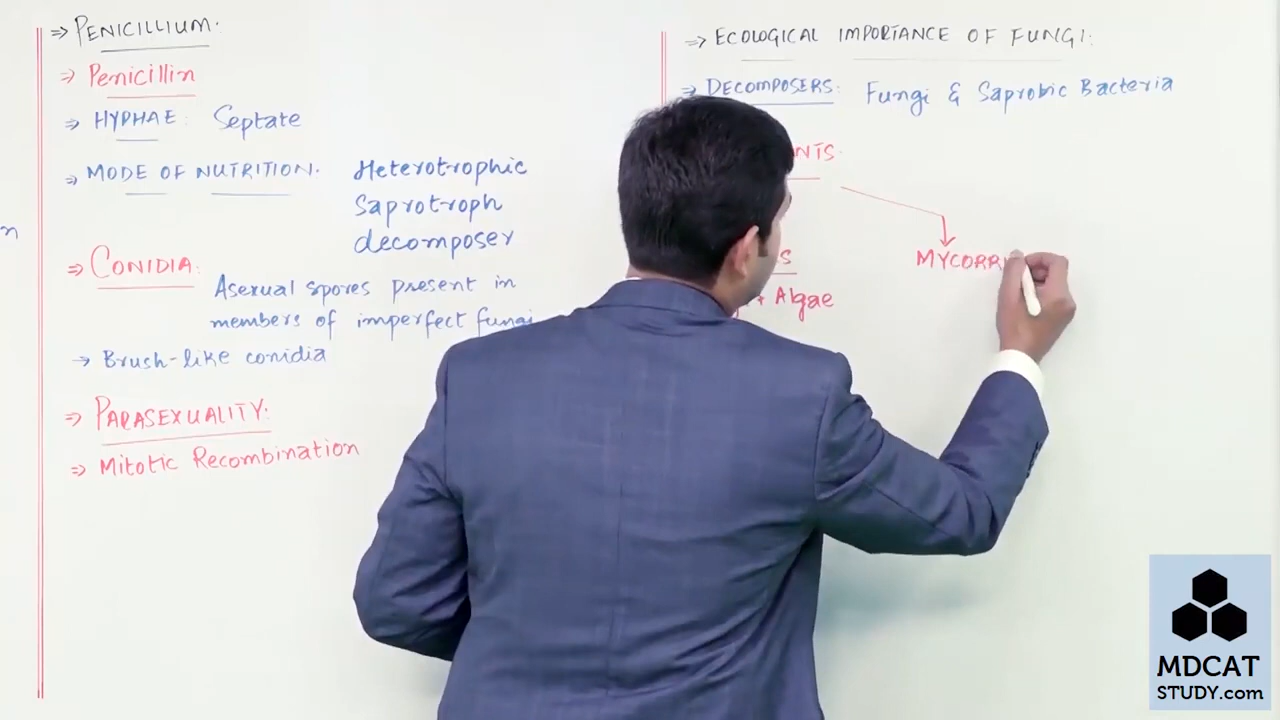 ⇒ PENICILLIUM:
⇒ Penicillin
⇒ HYPHAE: Septate
⇒ MODE OF NUTRITION. Heterotrophic
Saprotroph
decomposer
⇒ CONIDIA:
Asexual spores present in
members of imperfect fungi
→ Brush-like conidia
⇒ PARASEXUALITY:
⇒ Mitotic Recombination
n
⇒ ECOLOGICAL IMPORTANCE OF FUNGI:
⇒ DECOMPOSERS: Fungi & Saprobic Bacteria
NTS:
S
+ Algae
MYCORR
MDCAT
STUDY.com